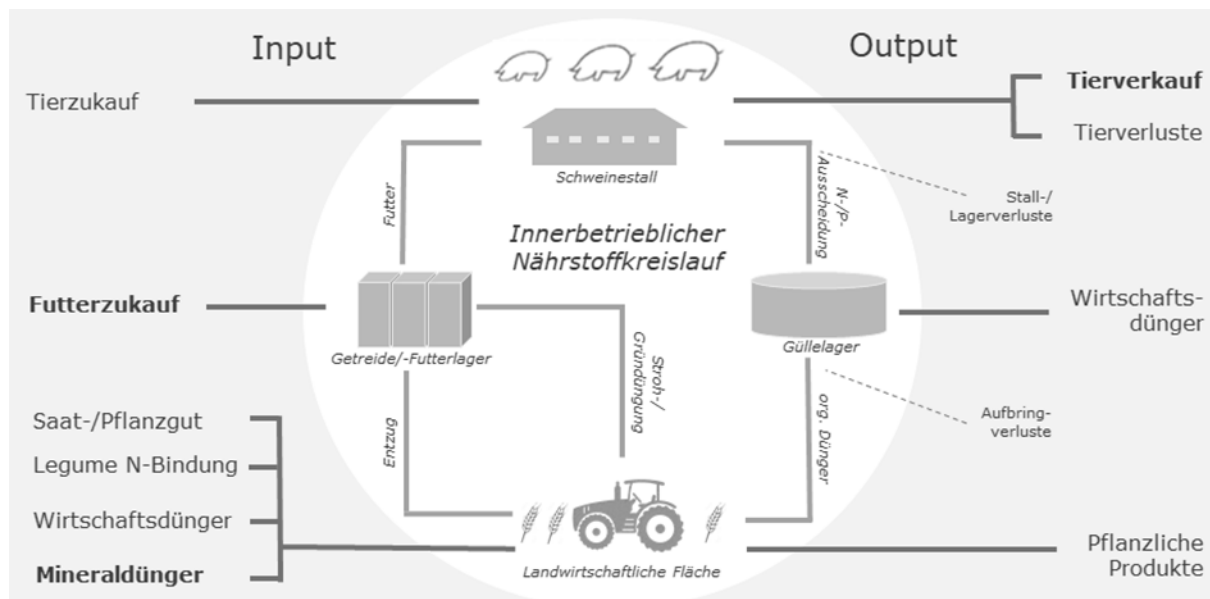 Input
Output
Tierzukauf
Tierverkauf
Tierverluste
Schweinestall
Futter
N-/P-
Ausscheidung
Stall-/
Lagerverluste
Innerbetrieblicher
Nährstoffkreislauf
Futterzukauf
Wirtschafts-
dünger
Getreide/-Futterlager
Güllelager
Stroh-/
Gründüngung
Entzug
org. Dünger
Aufbring-
verluste
Saat-/Pflanzgut
Legume N-Bindung
Wirtschaftsdünger
Mineraldünger
Landwirtschaftliche Fläche
Pflanzliche
Produkte